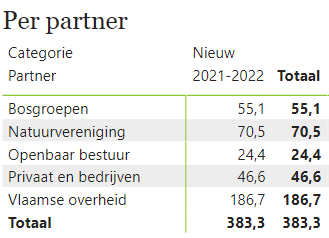 Per partner
Categorie Nieuw
Partner 2021-2022 Totaal
Bosgroepen 55,1 55,1
Natuurvereniging 70,5 70,5
Openbaar bestuur 24,4 24,4
Privaat en bedrijven 46,6 46,6
Vlaamse overheid 186,7 186,7
Totaal 383,3 383,3